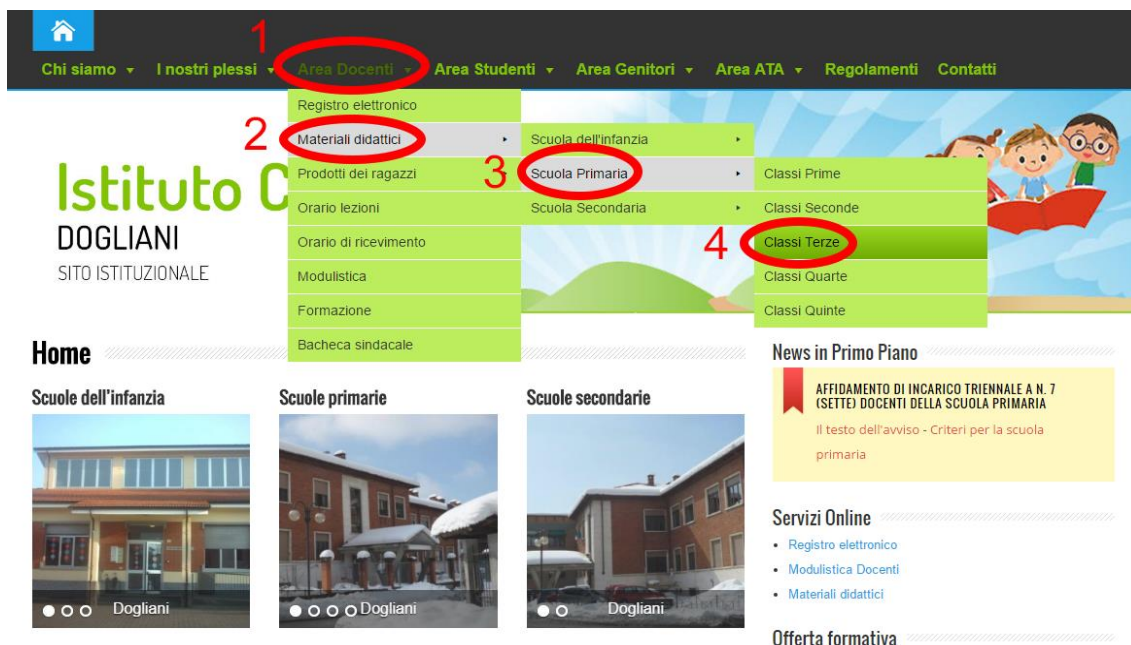 1
Chi siamo I nostri plessi Area Docenti Area Studenti Area Genitori Area ATA Regolamenti Contatti
Registro elettronico
2 Materiali didattici
Prodotti dei ragazzi
Orario lezioni
Orario di ricevimento
Modulistica
Formazione
Bacheca sindacale
Scuola dell'infanzia
3 Scuola Primaria
Scuola Secondaria
Classi Prime
Classi Seconde
4 Classi Terze
Classi Quarte
Classi Quinte
Istituto C
DOGLIANI
SITO ISTITUZIONALE
Home
Scuole dell'infanzia
Dogliani
Scuole primarie
Dogliani
Scuole secondarie
Dogliani
News in Primo Piano
AFFIDAMENTO DI INCARICO TRIENNALE A N. 7
(SETTE) DOCENTI DELLA SCUOLA PRIMARIA
Il testo dell'avviso - Criteri per la scuola
primaria
Servizi Online
Registro elettronico
Modulistica Docenti
Materiali didattici
Offerta formativa